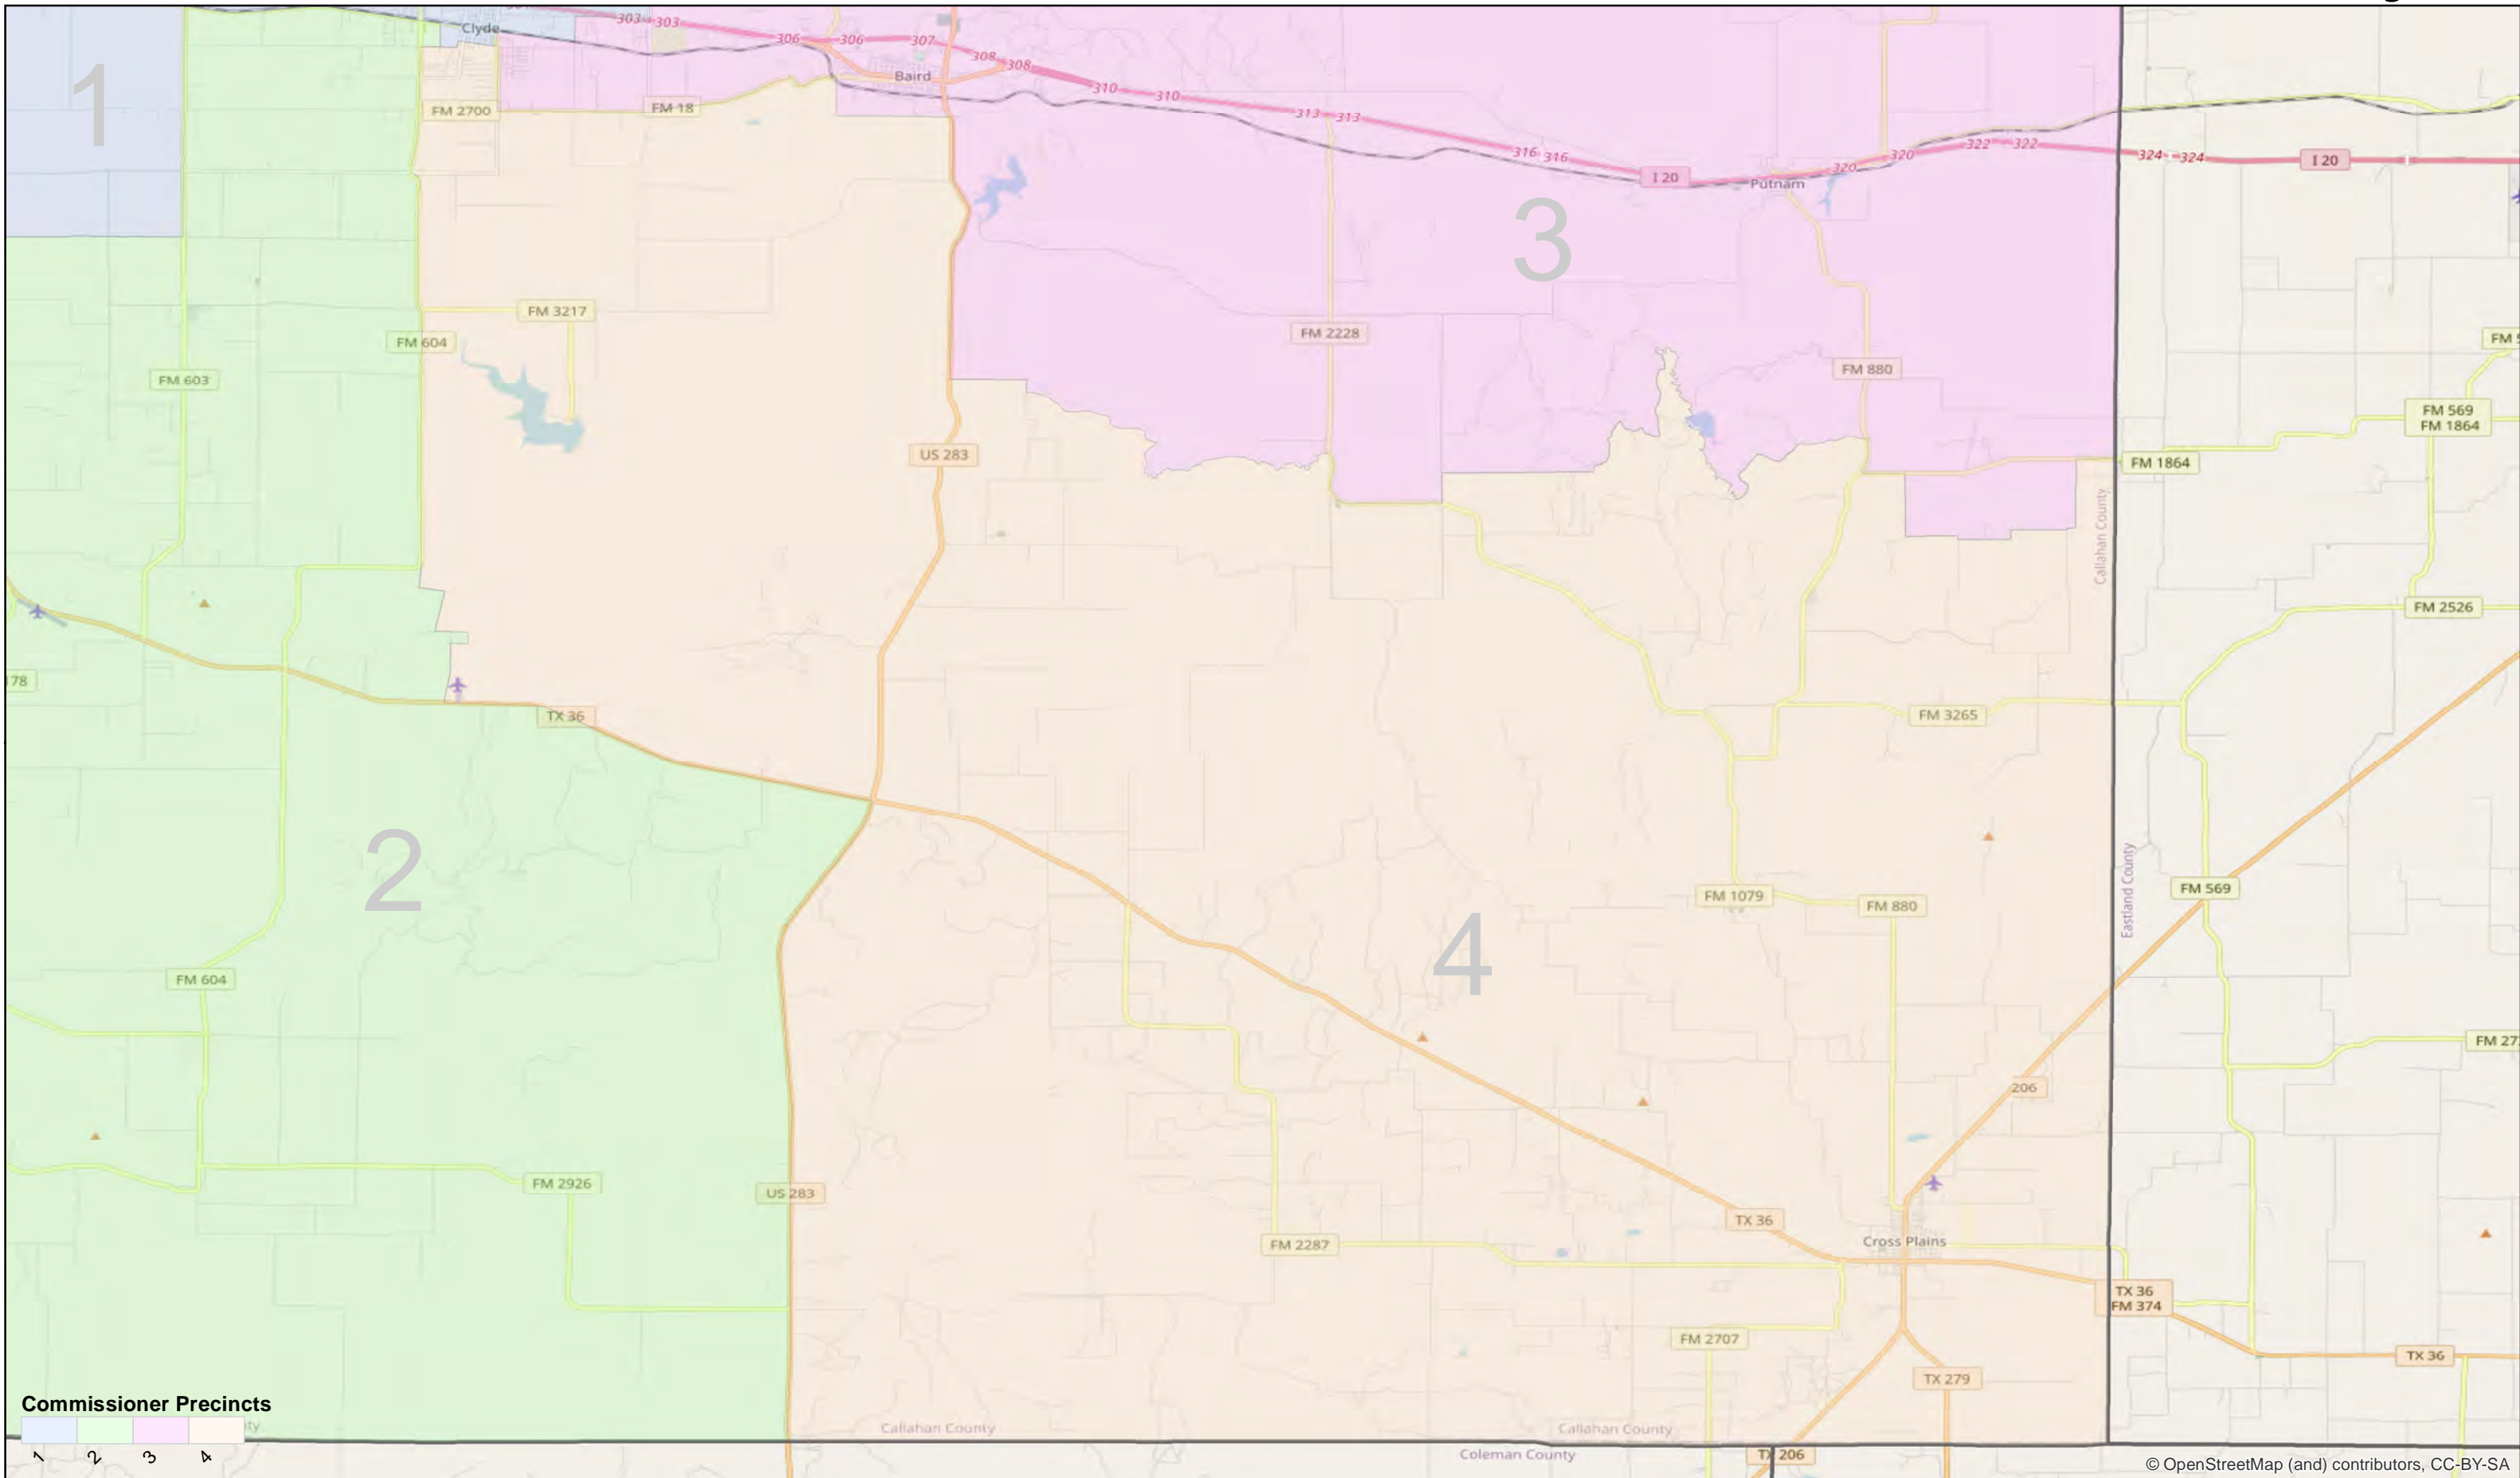 303
303
Clyde
306
306
307
308
308
Baird
310
310
FM 2700
FM 18
1
313
313
316
316
I 20
320
320
322
322
324
324
I 20
Putnam
3
FM 3217
FM 604
FM 2228
FM 603
FM 880
FM 569
FM 1864
US 283
FM 1864
Callahan County
FM 2526
TX 36
FM 3265
2
4
FM 1079
FM 880
FM 569
Eastland County
FM 604
206
FM 2926
US 283
TX 36
FM 2287
Cross Plains
TX 36
FM 374
FM 2707
TX 36
TX 279
Commissioner Precincts
1
2
3
4
Callahan County
Callahan County
Coleman County
TX 206
© OpenStreetMap (and) contributors, CC-BY-SA